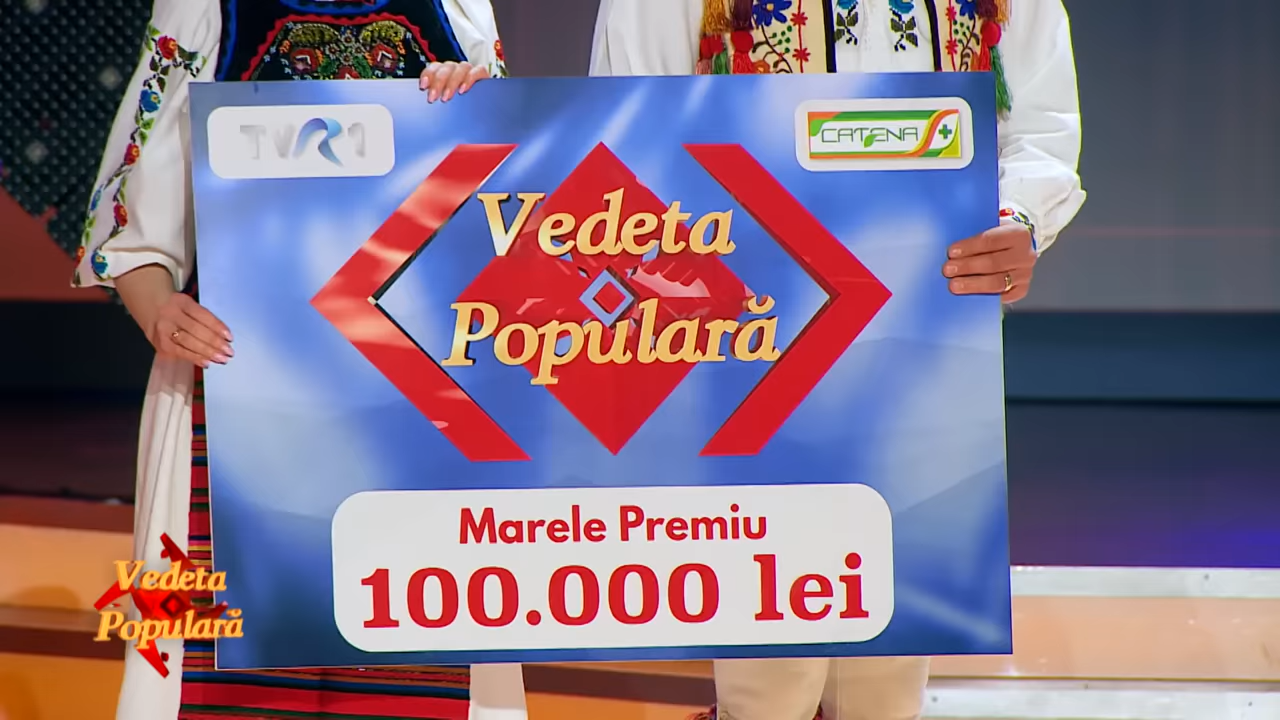 TVR1
CATENA
Vedeta
Populară
Marele Premiu
100.000 lei
Vedeta
Populară